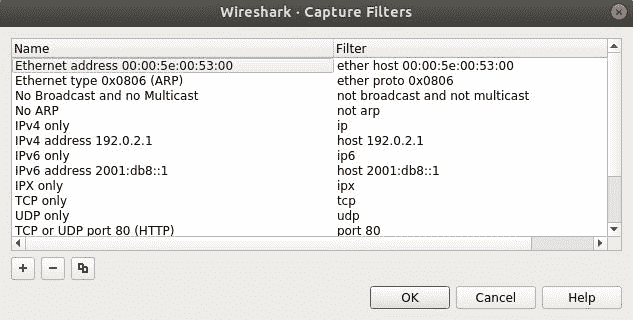 Wireshark · Capture Filters
Name Filter
Ethernet address 00:00:5e:00:53:00 ether host 00:00:5e:00:53:00
Ethernet type 0x0806 (ARP) ether proto 0x0806
No Broadcast and no Multicast not broadcast and not multicast
No ARP not arp
IPv4 only ip
IPv4 address 192.0.2.1 host 192.0.2.1
IPv6 only ip6
IPv6 address 2001:db8::1 host 2001:db8::1
IPX only ipx
TCP only tcp
UDP only udp
TCP or UDP port 80 (HTTP) port 80
OK Cancel Help